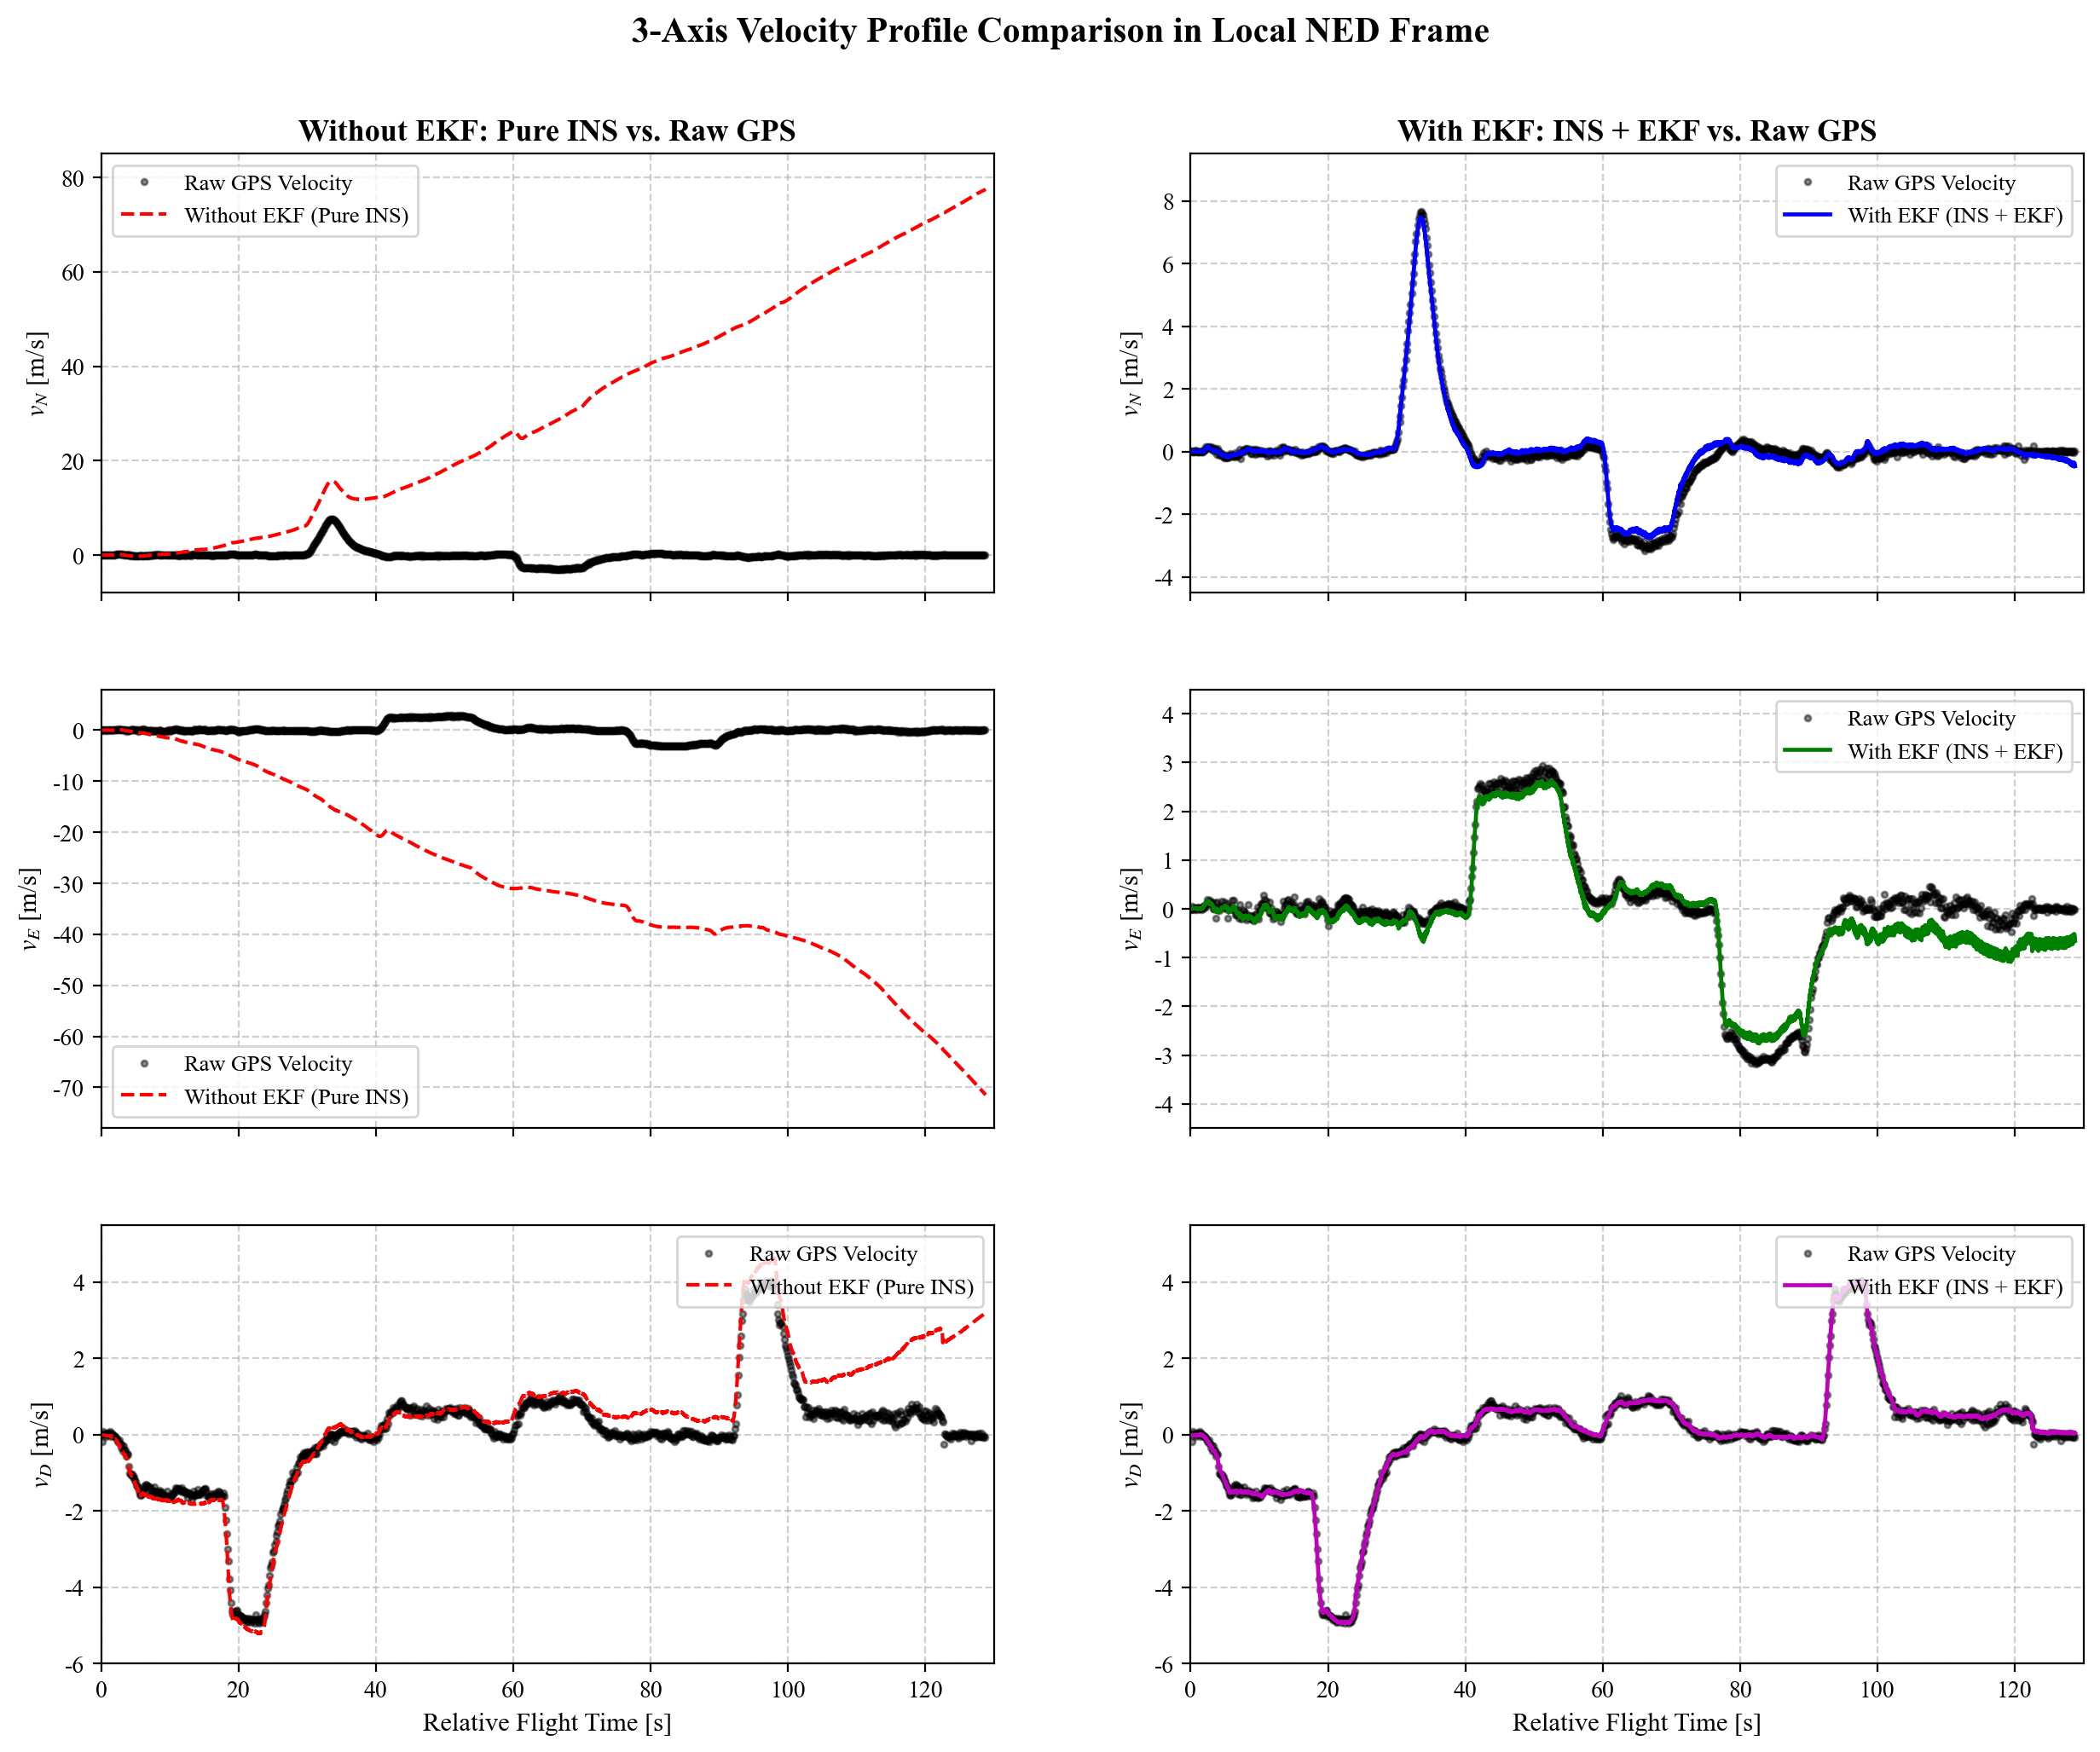 3-Axis Velocity Profile Comparison in Local NED Frame
Without EKF: Pure INS vs. Raw GPS
80
60
40
20
0
v_N [m/s]
Raw GPS Velocity
Without EKF (Pure INS)
With EKF: INS + EKF vs. Raw GPS
8
6
4
2
0
-2
-4
v_N [m/s]
Raw GPS Velocity
With EKF (INS + EKF)
0
-10
-20
-30
-40
-50
-60
-70
v_E [m/s]
Raw GPS Velocity
Without EKF (Pure INS)
4
3
2
1
0
-1
-2
-3
-4
v_E [m/s]
Raw GPS Velocity
With EKF (INS + EKF)
4
2
0
-2
-4
-6
v_D [m/s]
Raw GPS Velocity
Without EKF (Pure INS)
0 20 40 60 80 100 120
Relative Flight Time [s]
4
2
0
-2
-4
-6
v_D [m/s]
Raw GPS Velocity
With EKF (INS + EKF)
0 20 40 60 80 100 120
Relative Flight Time [s]